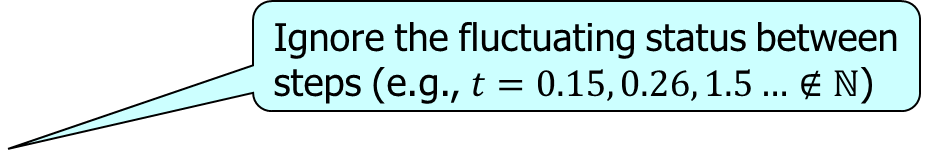 Ignore the fluctuating status between
steps (e.g., 𝑡 = 0.15, 0.26, 1.5 … ∉ ℕ)